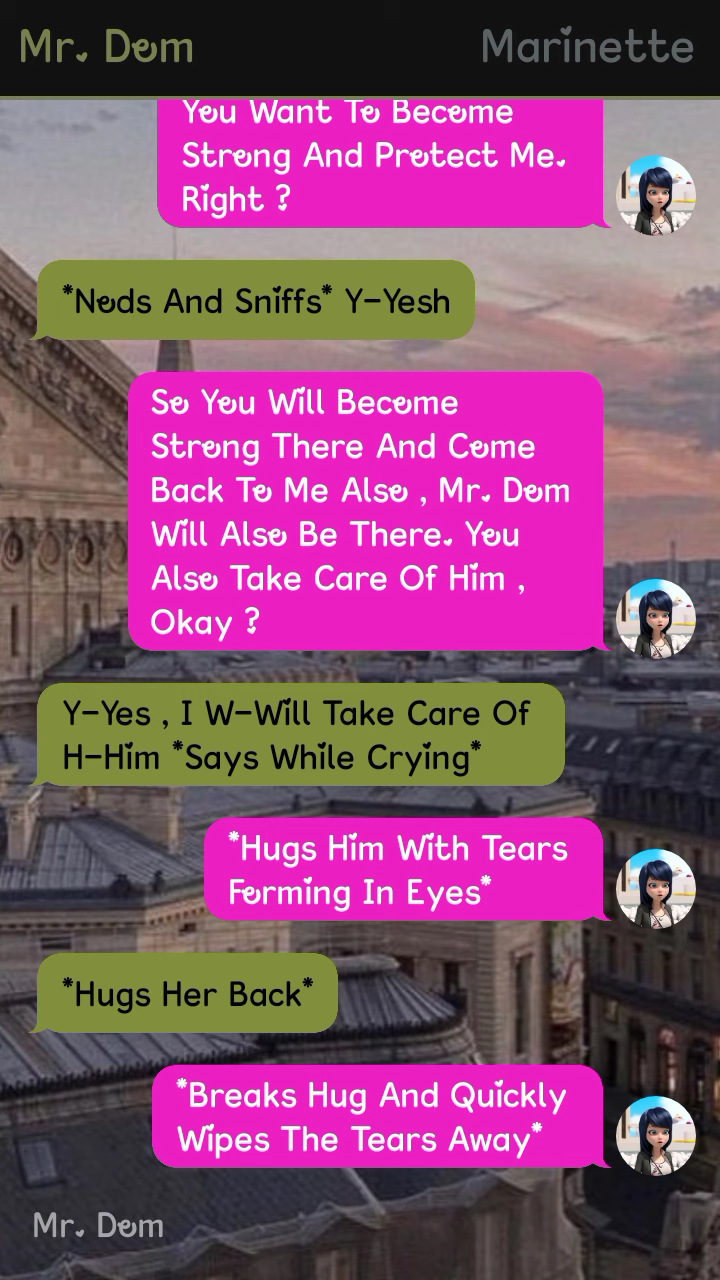 Mr. Dom
Marinette
You Want To Become
Strong And Protect Me.
Right ?
*Nods And Sniffs* Y-Yesh
So You Will Become
Strong There And Come
Back To Me Also , Mr. Dom
Will Also Be There. You
Also Take Care Of Him ,
Okay ?
Y-Yes , I W-Will Take Care Of
H-Him *Says While Crying*
*Hugs Him With Tears
Forming In Eyes*
*Hugs Her Back*
*Breaks Hug And Quickly
Wipes The Tears Away*
Mr. Dom